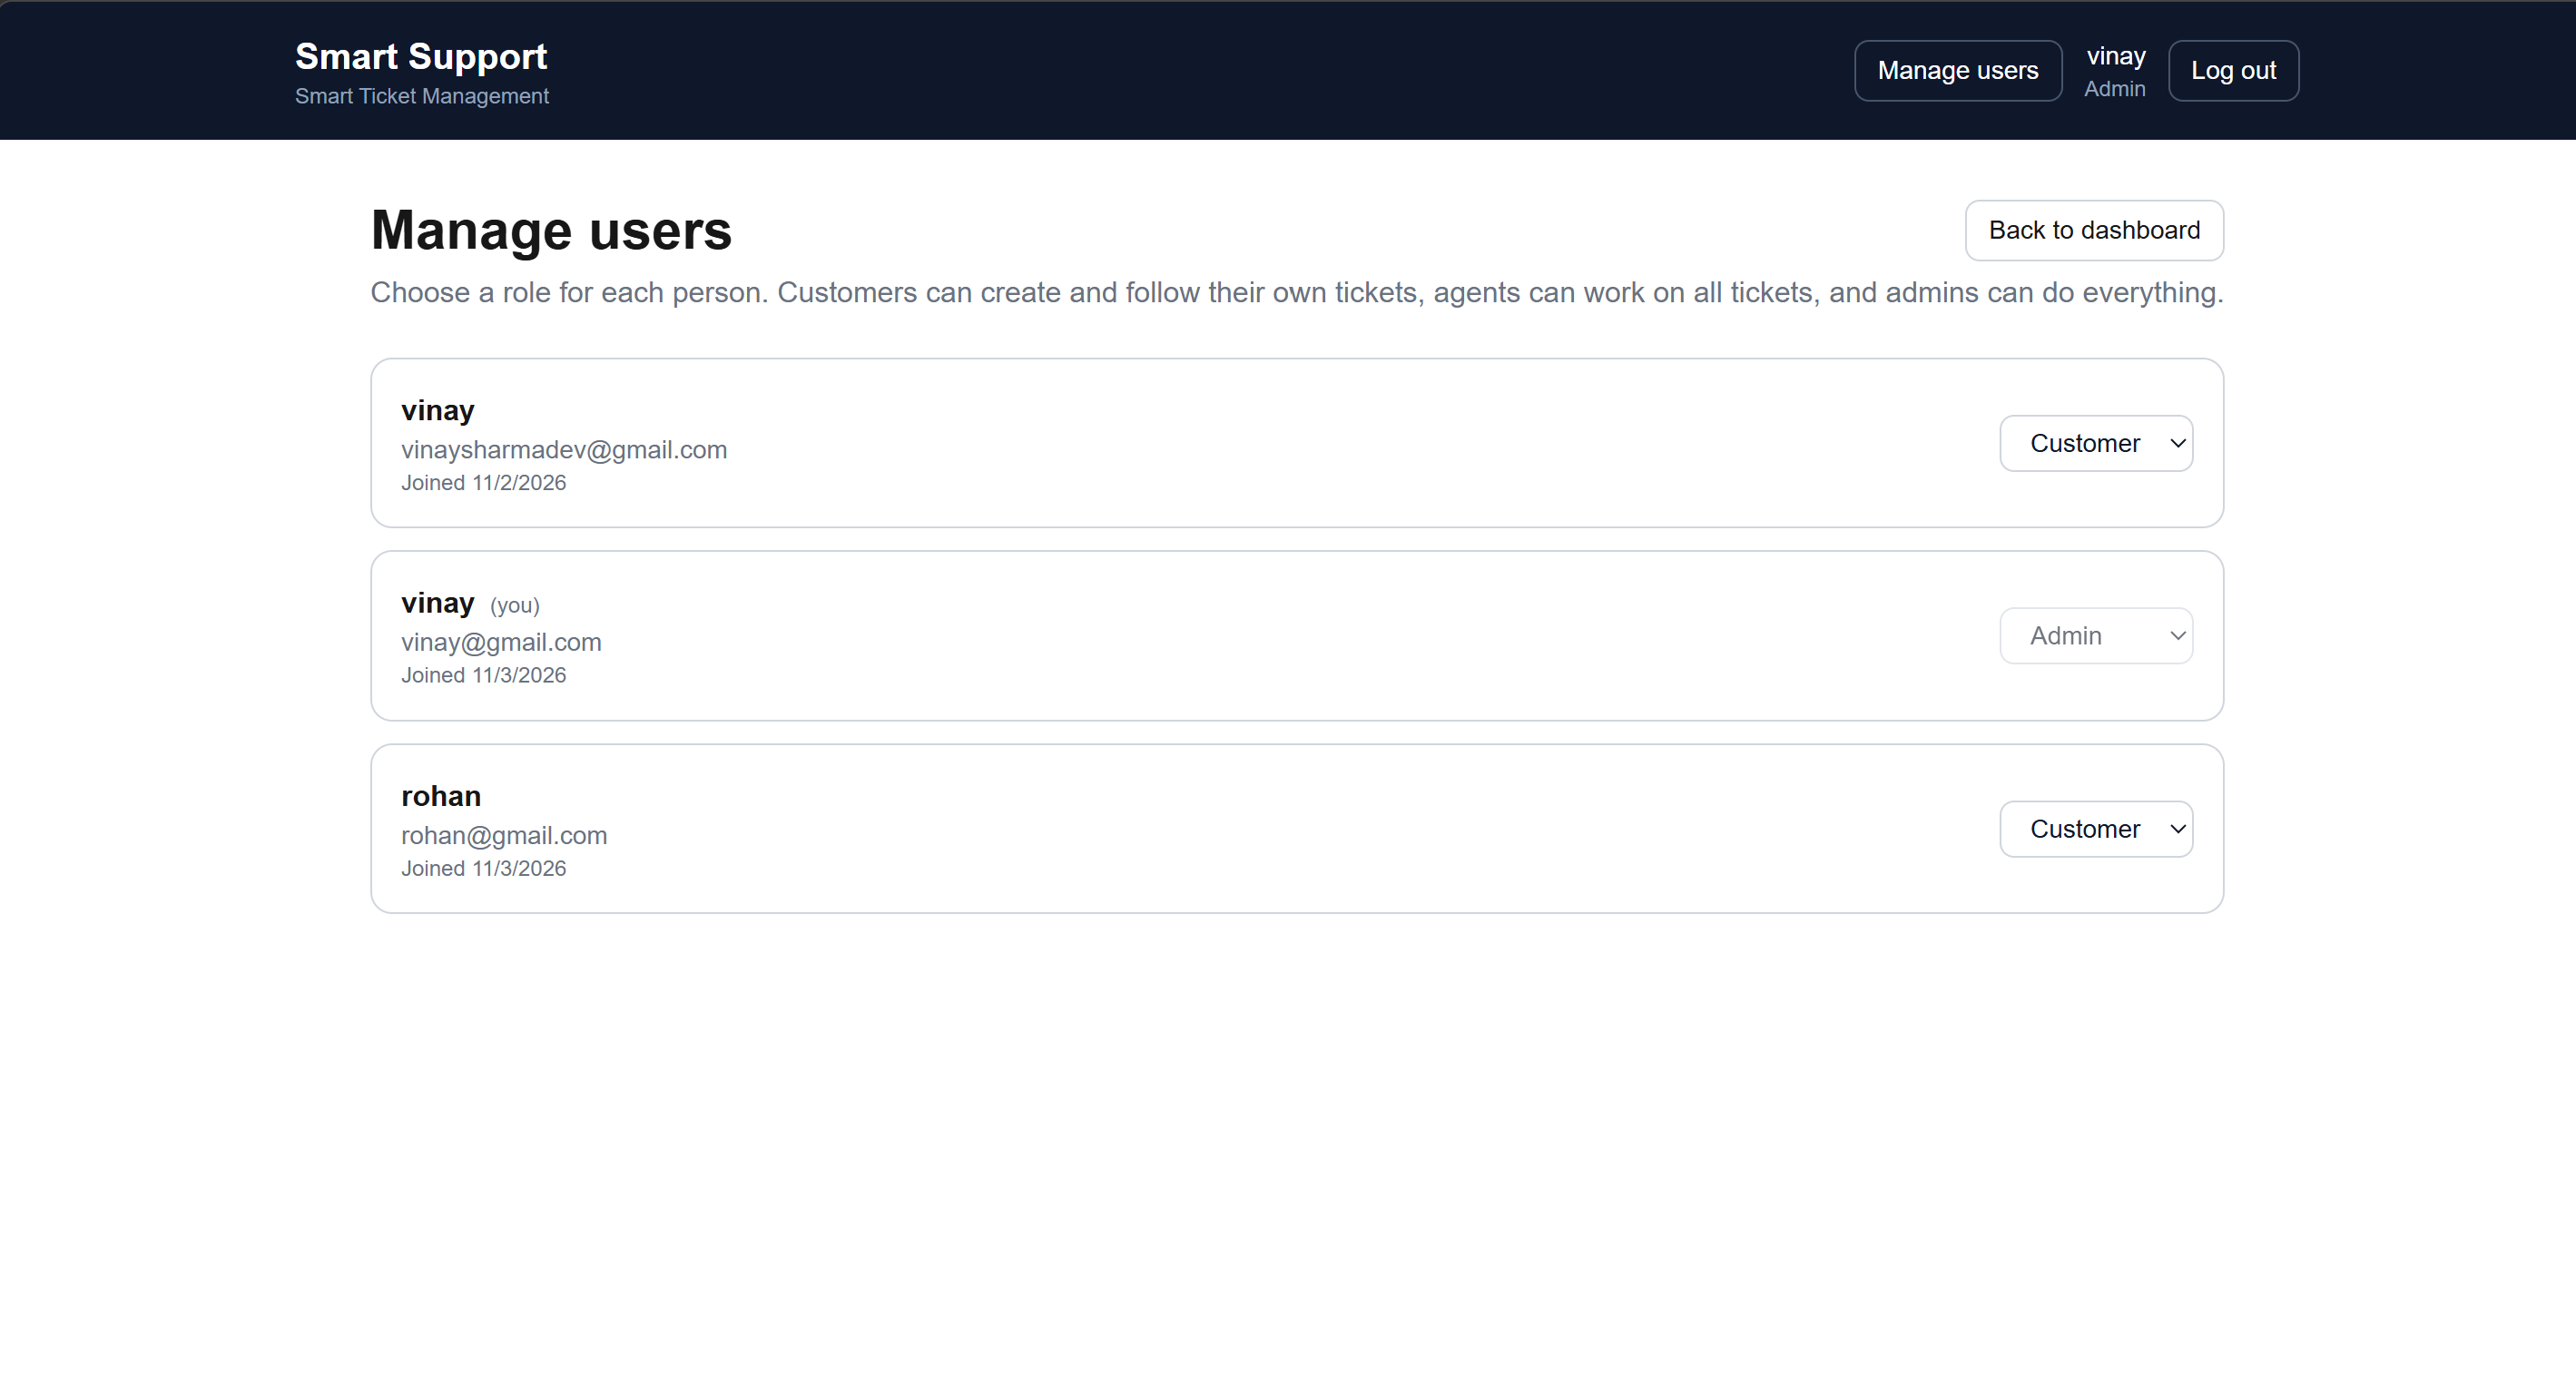 Smart Support
Smart Ticket Management
Manage users
vinay
Admin
Log out
Manage users
Back to dashboard
Choose a role for each person. Customers can create and follow their own tickets, agents can work on all tickets, and admins can do everything.
vinay
vinaysharmadev@gmail.com
Joined 11/2/2026
Customer
vinay (you)
vinay@gmail.com
Joined 11/3/2026
Admin
rohan
rohan@gmail.com
Joined 11/3/2026
Customer